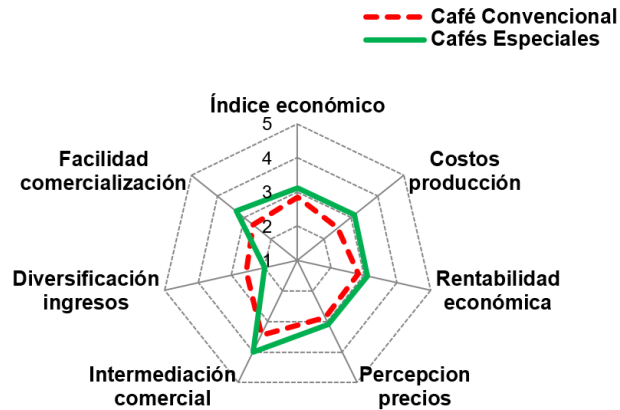 Café Convencional
Cafés Especiales
Índice económico
5
4
3
2
1
Costos
producción
Rentabilidad
económica
Percepcion
precios
Intermediación
comercial
Diversificación
ingresos
Facilidad
comercialización